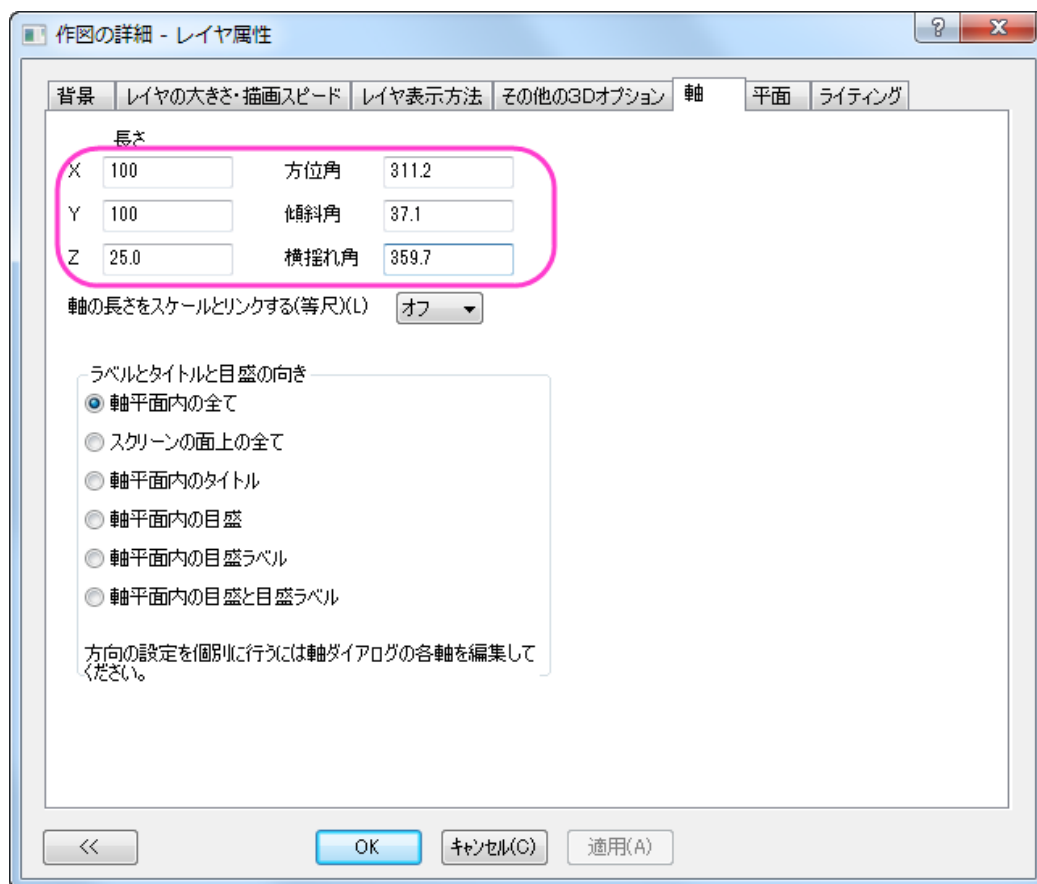 作図の詳細 - レイヤ属性
? X
背景 レイヤの大きさ・描画スピード レイヤ表示方法 その他の3Dオプション 軸 平面 ライティング
長さ
X 100 方位角 311.2
Y 100 傾斜角 37.1
Z 25.0 横揺れ角 359.7
軸の長さをスケールとリンクする(等尺)(L) オフ
ラベルとタイトルと目盛の向き
軸平面内の全て
スクリーンの面上の全て
軸平面内のタイトル
軸平面内の目盛
軸平面内の目盛ラベル
軸平面内の目盛と目盛ラベル
方向の設定を個別に行うには軸ダイアログの各軸を編集して
ください。
<< OK キャンセル(C) 適用(A)